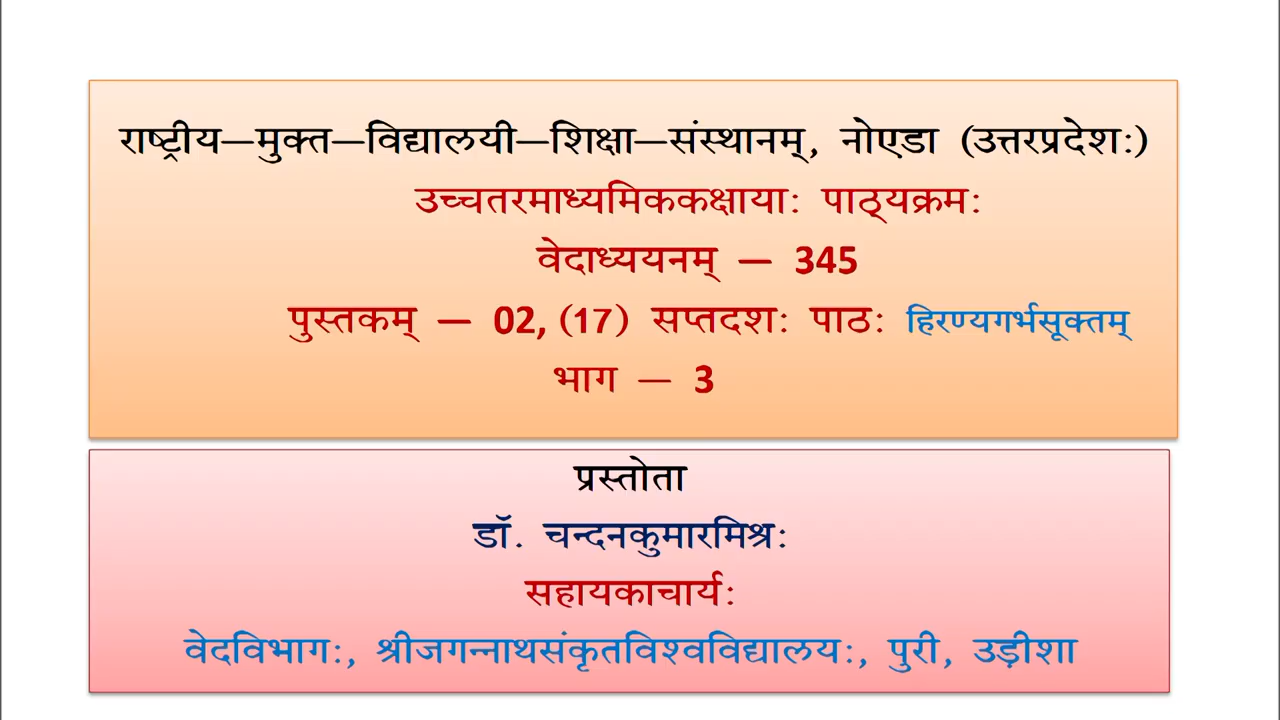 राष्ट्रीय—मुक्त—विद्यालयी—शिक्षा—संस्थानम्, नोएडा (उत्तरप्रदेशः)
उच्चतरमाध्यमिककक्षायाः पाठ्यक्रमः
वेदाध्ययनम् — 345
पुस्तकम् — 02, (17) सप्तदशः पाठः हिरण्यगर्भसूक्तम्
भाग — 3
प्रस्तोता
डॉ. चन्दनकुमारमिश्रः
सहायकाचार्यः
वेदविभागः, श्रीजगन्नाथसंकृतविश्वविद्यालयः, पुरी, उड़ीशा